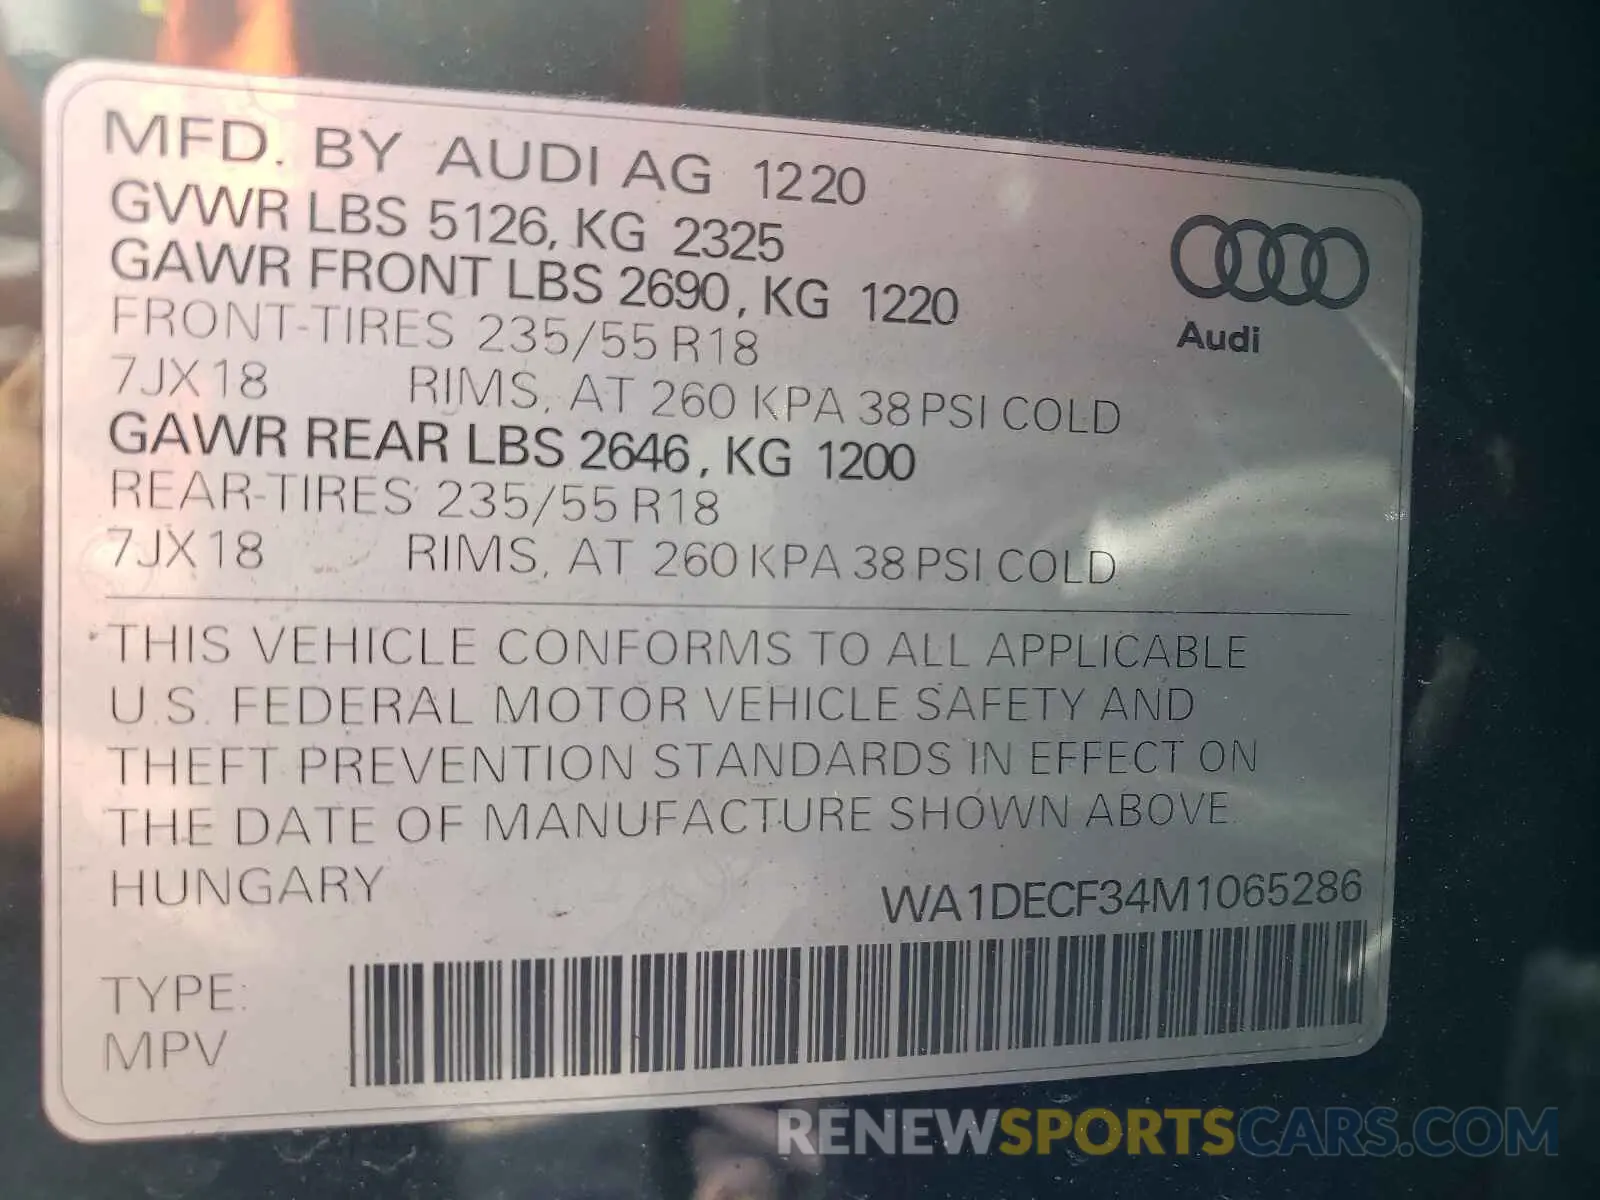 MFD. BY AUDI AG 1220
GVWR LBS 5126, KG 2325
GAWR FRONT LBS 2690, KG 1220
FRONT-TIRES 235/55 R18
7JX18 RIMS, AT 260 KPA 38 PSI COLD
GAWR REAR LBS 2646, KG 1200
REAR-TIRES 235/55 R18
7JX18 RIMS, AT 260 KPA 38 PSI COLD
Audi
THIS VEHICLE CONFORMS TO ALL APPLICABLE
U.S. FEDERAL MOTOR VEHICLE SAFETY AND
THEFT PREVENTION STANDARDS IN EFFECT ON
THE DATE OF MANUFACTURE SHOWN ABOVE.
HUNGARY WA1DECF34M1065286
TYPE:
MPV
RENEWSPORTSCARS.COM